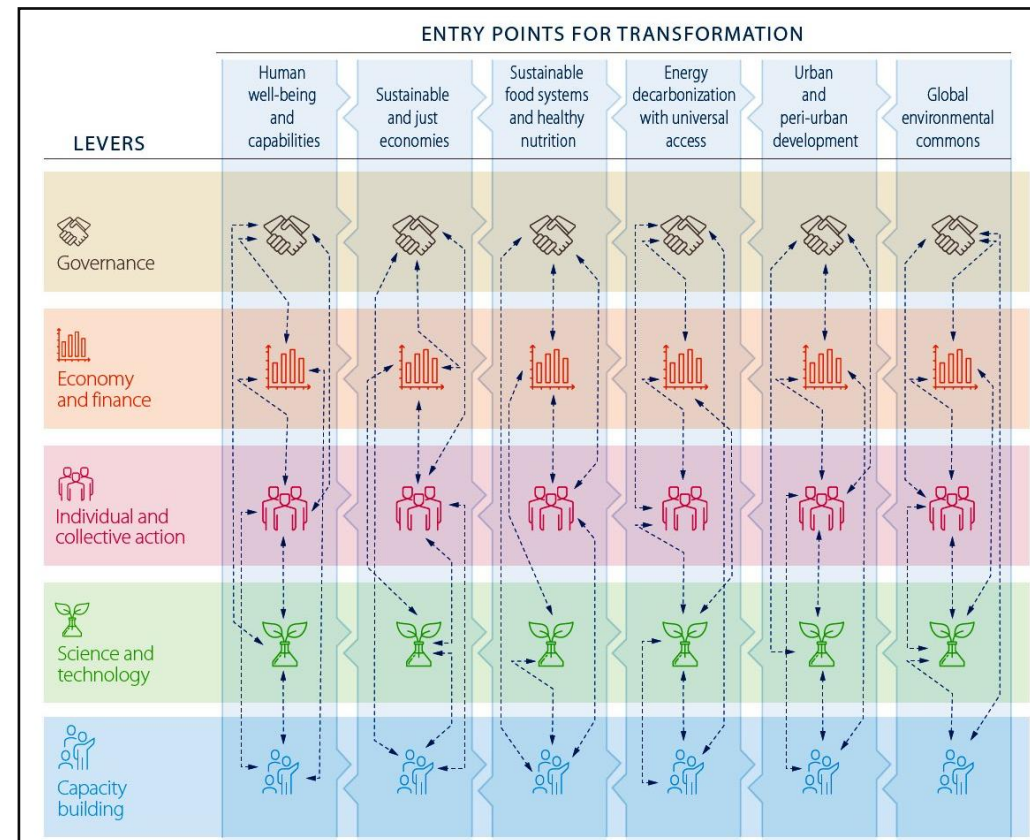 ENTRY POINTS FOR TRANSFORMATION
LEVERS
Human
well-being
and
capabilities
Sustainable
and just
economies
Sustainable
food systems
and healthy
nutrition
Energy
decarbonization
with universal
access
Urban
and
peri-urban
development
Global
environmental
commons
Governance
Economy
and finance
Individual and
collective action
Science and
technology
Capacity
building